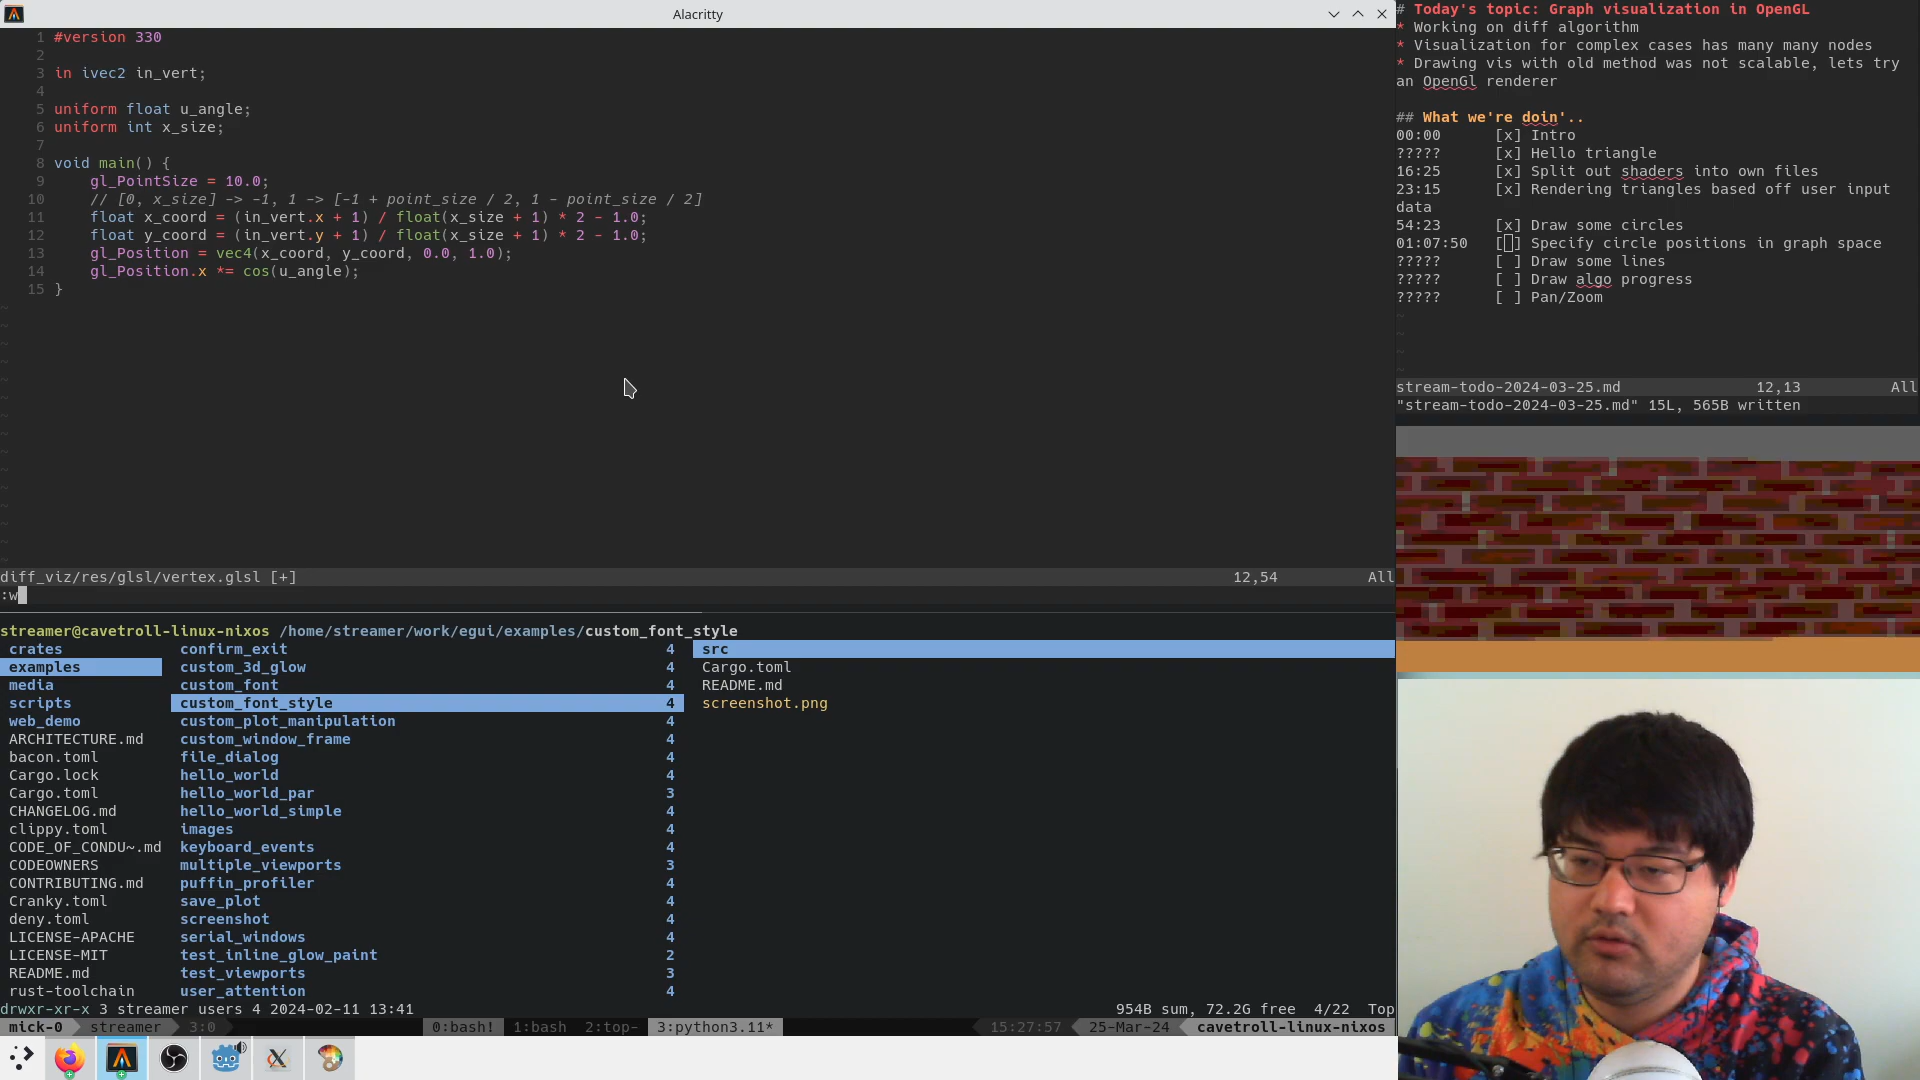 Alacritty
1 #version 330
2
3 in ivec2 in_vert;
4
5 uniform float u_angle;
6 uniform int x_size;
7
8 void main() {
9 gl_PointSize = 10.0;
10 // [0, x_size] -> -1, 1 -> [-1 + point_size / 2, 1 - point_size / 2]
11 float x_coord = (in_vert.x + 1) / float(x_size + 1) * 2 - 1.0;
12 float y_coord = (in_vert.y + 1) / float(x_size + 1) * 2 - 1.0;
13 gl_Position = vec4(x_coord, y_coord, 0.0, 1.0);
14 gl_Position.x *= cos(u_angle);
15 }
diff_viz/res/glsl/vertex.glsl [+] 12,54 All
:w
streamer@cavetroll-linux-nixos /home/streamer/work/egui/examples/custom_font_style
crates confirm_exit 4 src
examples custom_3d_glow 4 Cargo.toml
media custom_font 4 README.md
scripts custom_font_style 4 screenshot.png
web_demo custom_plot_manipulation 4
ARCHITECTURE.md custom_window_frame 4
bacon.toml file_dialog 4
Cargo.lock hello_world 4
Cargo.toml hello_world_par 3
CHANGELOG.md hello_world_simple 4
clippy.toml images 4
CODE_OF_CONDU~.md keyboard_events 4
CODEOWNERS multiple_viewports 3
CONTRIBUTING.md puffin_profiler 4
Cranky.toml save_plot 4
deny.toml screenshot 4
LICENSE-APACHE serial_windows 4
LICENSE-MIT test_inline_glow_paint 2
README.md test_viewports 3
rust-toolchain user_attention 4
drwxr-xr-x 3 streamer users 4 2024-02-11 13:41 954B sum, 72.2G free 4/22 Top
mick-0 streamer 3:0 0:bash! 1:bash 2:top- 3:python3.11* 15:27:57 25-Mar-24 cavetroll-linux-nixos
# Today's topic: Graph visualization in OpenGL
* Working on diff algorithm
* Visualization for complex cases has many many nodes
* Drawing vis with old method was not scalable, lets try
an OpenGl renderer
## What we're doin'..
00:00 [x] Intro
????? [x] Hello triangle
16:25 [x] Split out shaders into own files
23:15 [x] Rendering triangles based off user input
data
54:23 [x] Draw some circles
01:07:50 [ ] Specify circle positions in graph space
????? [ ] Draw some lines
????? [ ] Draw algo progress
????? [ ] Pan/Zoom
stream-todo-2024-03-25.md 12,13 All
"stream-todo-2024-03-25.md" 15L, 565B written